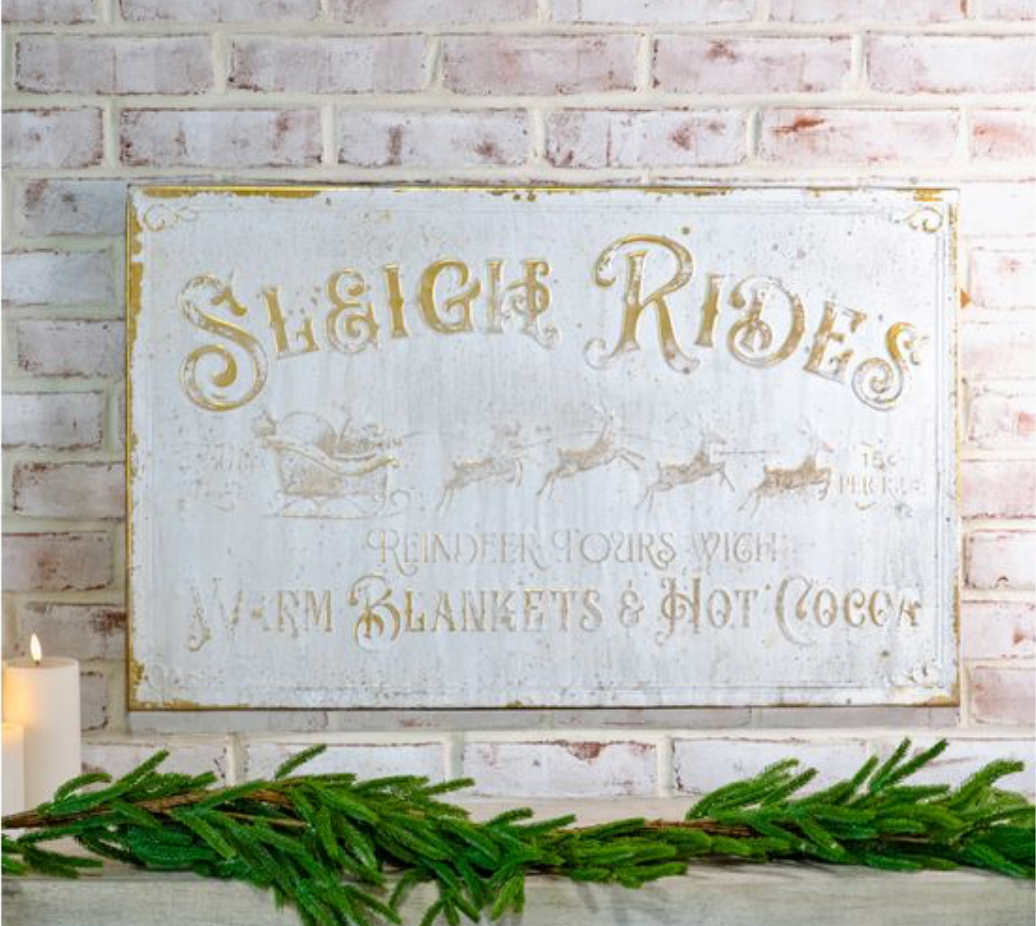 Sleigh Rides
15¢
PER
Reindeer Tours with
Warm Blankets & Hot Cocoa